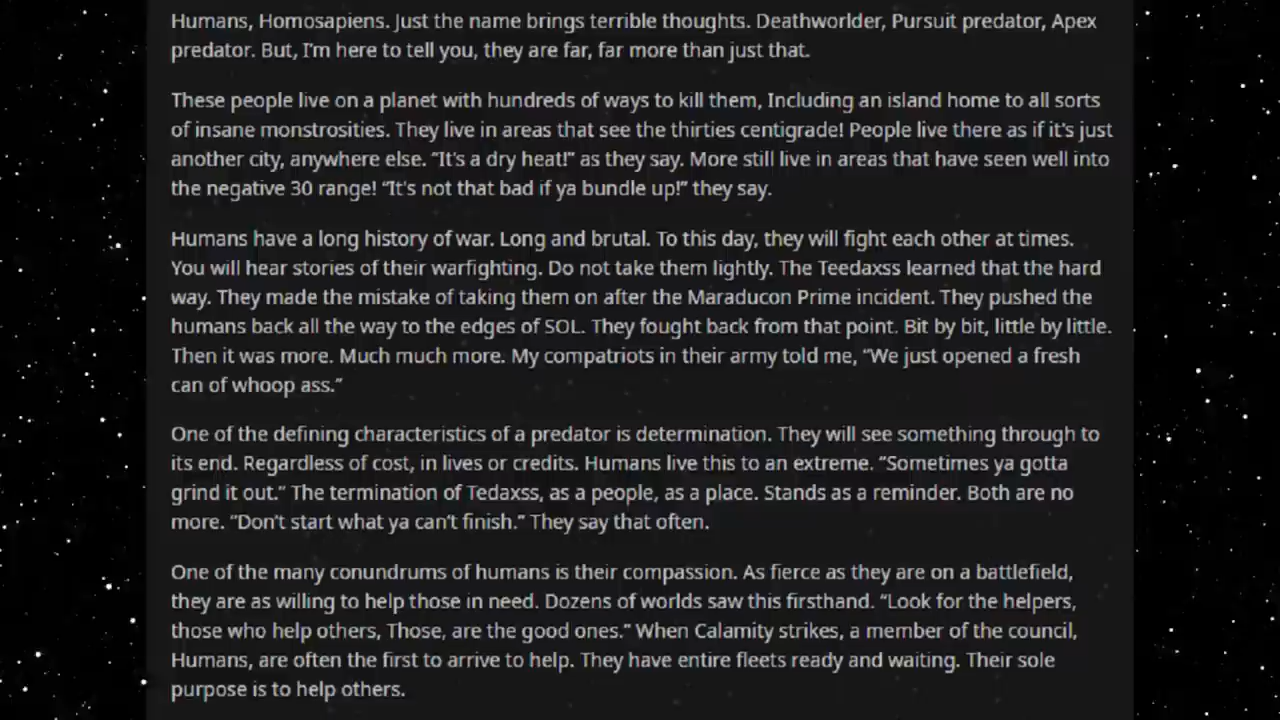 Humans, Homosapiens. Just the name brings terrible thoughts. Deathworlder, Pursuit predator, Apex
predator. But, I'm here to tell you, they are far, far more than just that.
These people live on a planet with hundreds of ways to kill them, Including an island home to all sorts
of insane monstrosities. They live in areas that see the thirties centigrade! People live there as if it's just
another city, anywhere else. “It's a dry heat!” as they say. More still live in areas that have seen well into
the negative 30 range! “It's not that bad if ya bundle up!” they say.
Humans have a long history of war. Long and brutal. To this day, they will fight each other at times.
You will hear stories of their warfighting. Do not take them lightly. The Teedaxss learned that the hard
way. They made the mistake of taking them on after the Maraducon Prime incident. They pushed the
humans back all the way to the edges of SOL. They fought back from that point. Bit by bit, little by little.
Then it was more. Much much more. My compatriots in their army told me, “We just opened a fresh
can of whoop ass.”
One of the defining characteristics of a predator is determination. They will see something through to
its end. Regardless of cost, in lives or credits. Humans live this to an extreme. “Sometimes ya gotta
grind it out.” The termination of Tedaxss, as a people, as a place. Stands as a reminder. Both are no
more. “Don't start what ya can't finish.” They say that often.
One of the many conundrums of humans is their compassion. As fierce as they are on a battlefield,
they are as willing to help those in need. Dozens of worlds saw this firsthand. “Look for the helpers,
those who help others, Those, are the good ones.” When Calamity strikes, a member of the council,
Humans, are often the first to arrive to help. They have entire fleets ready and waiting. Their sole
purpose is to help others.